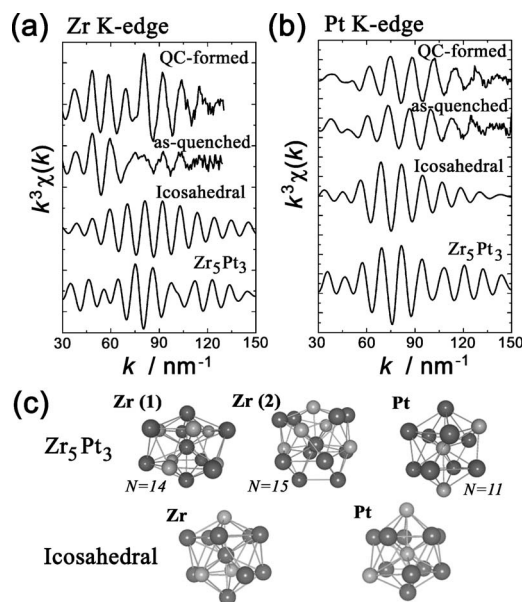 (a) Zr K-edge
QC-formed
as-quenched
Icosahedral
Zr₅Pt₃
k³χ(k)
30 60 90 120 150
k / nm⁻¹
(b) Pt K-edge
QC-formed
as-quenched
Icosahedral
Zr₅Pt₃
k³χ(k)
30 60 90 120 150
k / nm⁻¹
(c)
Zr (1) Zr (2) Pt
Zr₅Pt₃
N=14 N=15 N=11
Zr Pt
Icosahedral